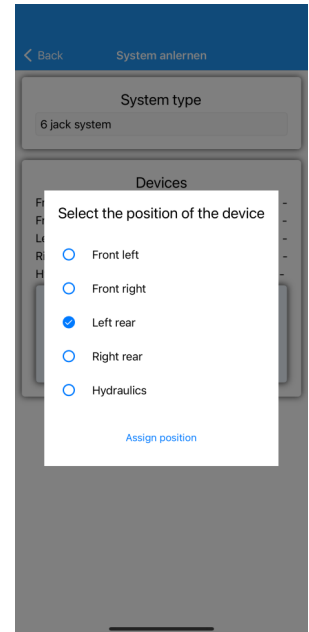 Back
System anlernen
System type
6 jack system
Devices
Select the position of the device
Front left
Front right
Left rear
Right rear
Hydraulics
Assign position